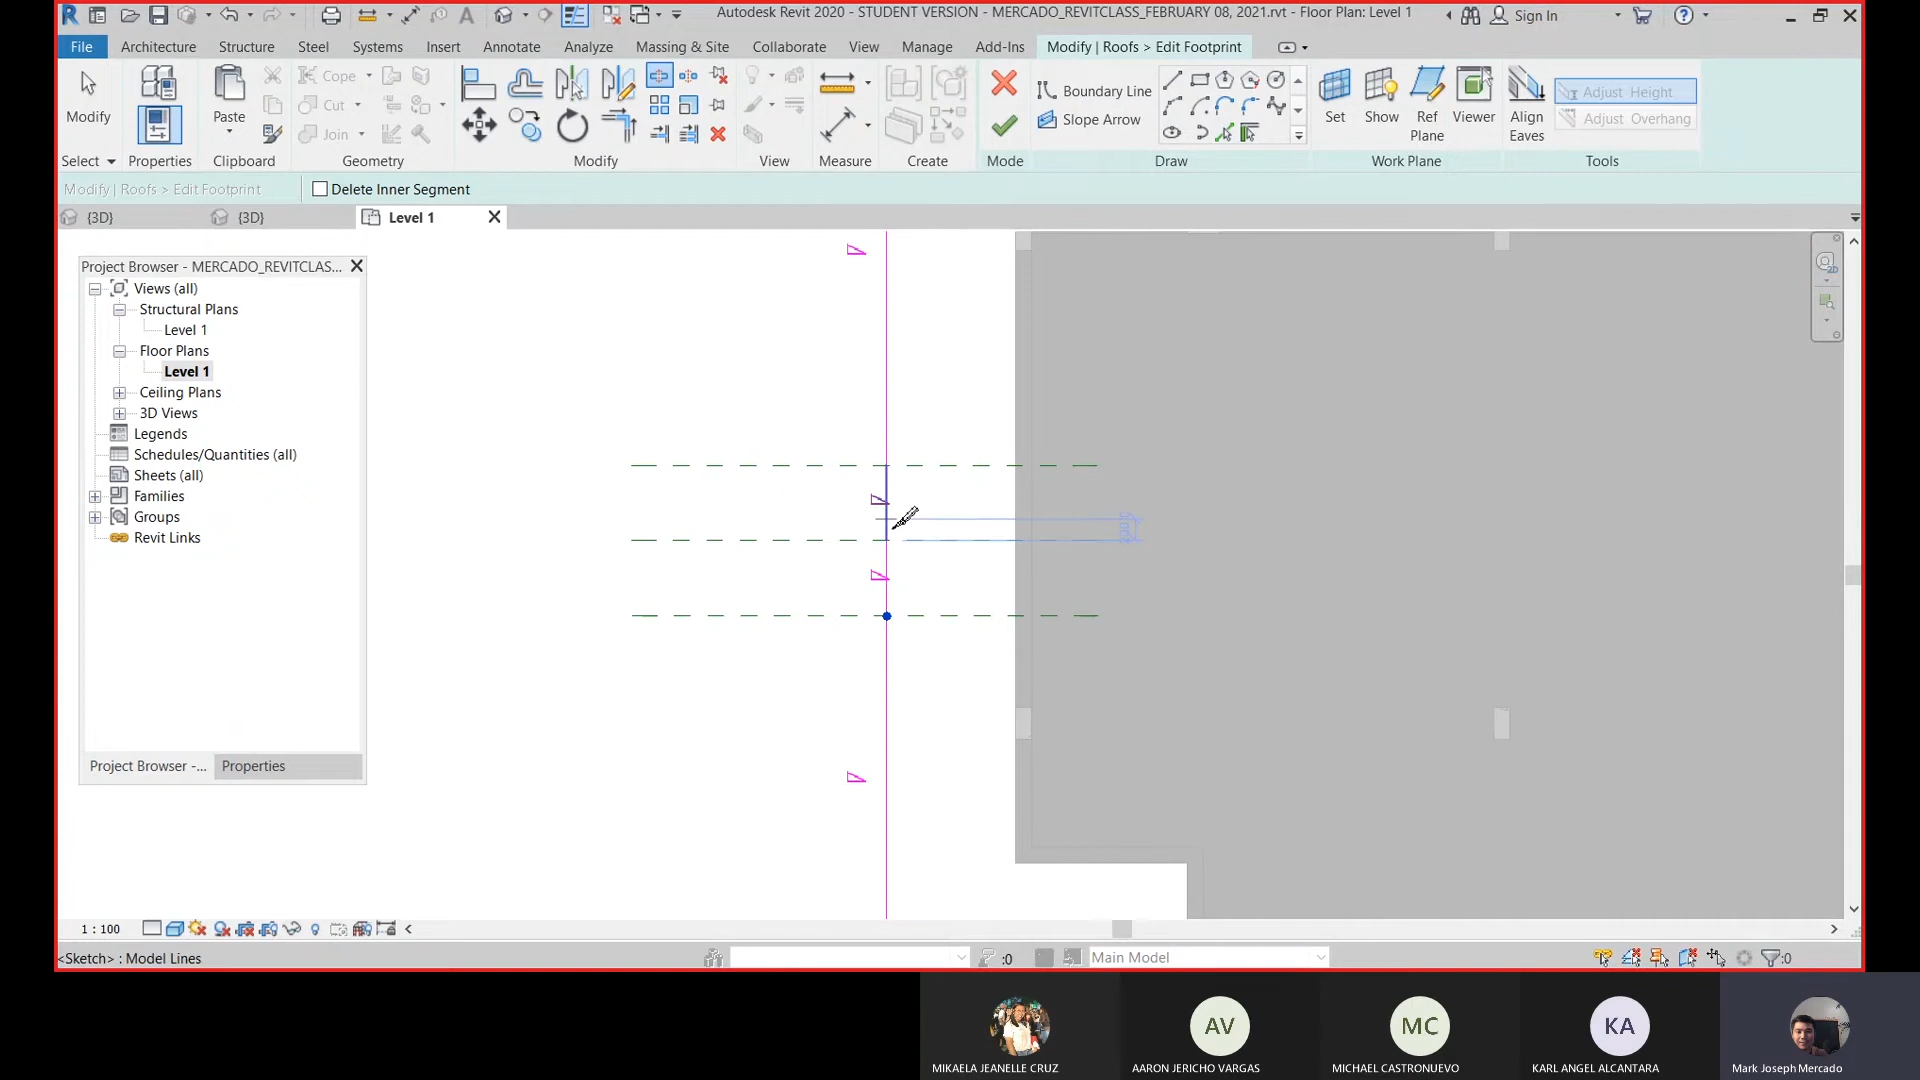 Autodesk Revit 2020 - STUDENT VERSION - MERCADO_REVITCLASS_FEBRUARY 08, 2021.rvt - Floor Plan: Level 1
Sign In
File Architecture Structure Steel Systems Insert Annotate Analyze Massing & Site Collaborate View Manage Add-Ins Modify | Roofs > Edit Footprint
Modify
Paste
Cope
Cut
Join
Boundary Line
Slope Arrow
Set
Show
Ref
Plane
Viewer
Align
Eaves
Adjust Height
Adjust Overhang
Select Properties Clipboard Geometry Modify View Measure Create Mode Draw Work Plane Tools
Modify | Roofs > Edit Footprint
Delete Inner Segment
{3D}
{3D}
Level 1
Project Browser - MERCADO_REVITCLAS...
Views (all)
Structural Plans
Level 1
Floor Plans
Level 1
Ceiling Plans
3D Views
Legends
Schedules/Quantities (all)
Sheets (all)
Families
Groups
Revit Links
Project Browser -... Properties
1 : 100
<Sketch> : Model Lines
:0
Main Model
:0
AV
MC
KA
MIKAELA JEANELLE CRUZ
AARON JERICHO VARGAS
MICHAEL CASTRONUEVO
KARL ANGEL ALCANTARA
Mark Joseph Mercado